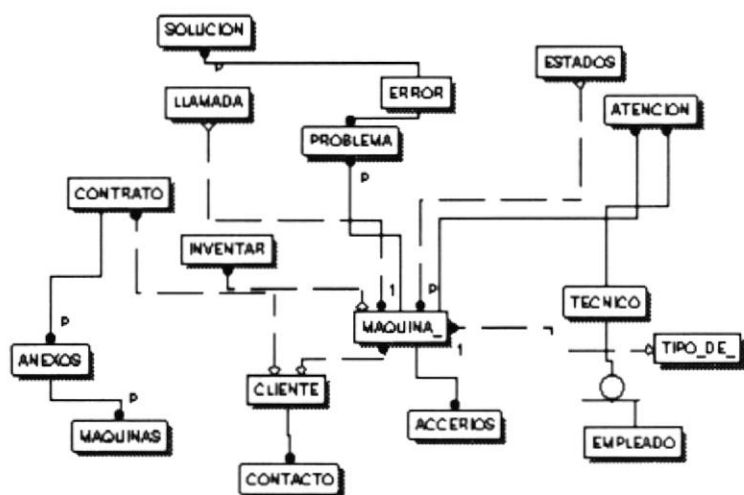 SOLUCION
P
ESTADOS
LLAMADA
ERROR
ATENCION
PROBLEMA
P
CONTRATO
INVENTAR
1
P
TECNICO
P
MAQUINA_
1
ANEXOS
TIPO_DE_
P
CLIENTE
MAQUINAS
ACCERIOS
EMPLEADO
CONTACTO